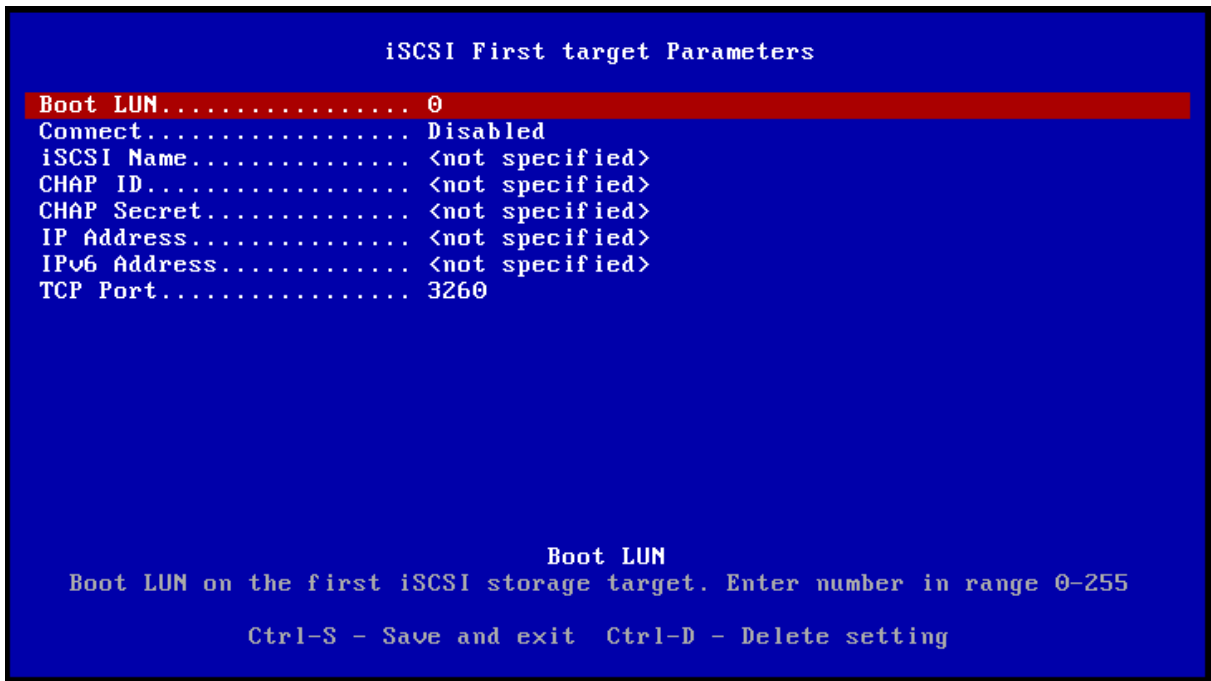 iSCSI First target Parameters
Boot LUN................. 0
Connect.................. Disabled
iSCSI Name............... <not specified>
CHAP ID.................. <not specified>
CHAP Secret.............. <not specified>
IP Address............... <not specified>
IPv6 Address............. <not specified>
TCP Port................. 3260
Boot LUN
Boot LUN on the first iSCSI storage target. Enter number in range 0-255
Ctrl-S - Save and exit  Ctrl-D - Delete setting